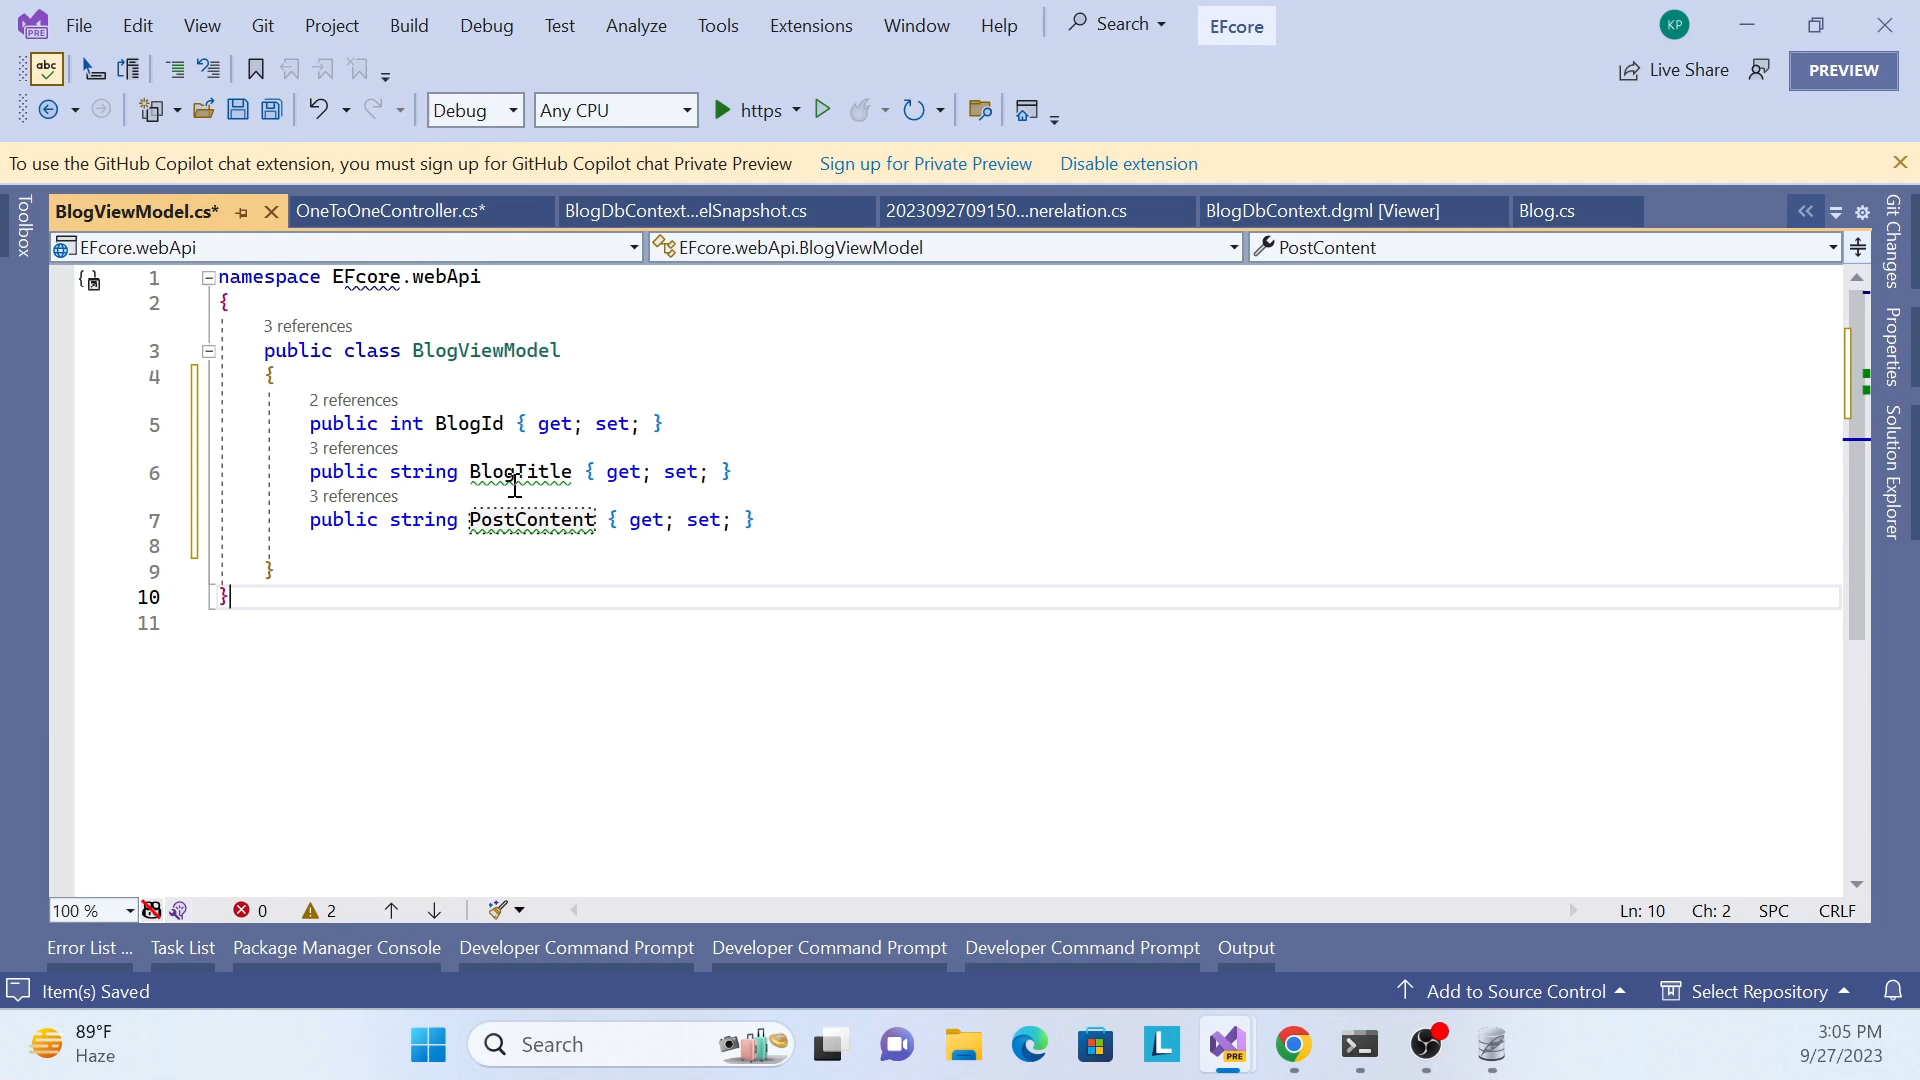 File Edit View Git Project Build Debug Test Analyze Tools Extensions Window Help Search EFcore KP
abc Live Share PREVIEW
Debug Any CPU https
To use the GitHub Copilot chat extension, you must sign up for GitHub Copilot chat Private Preview Sign up for Private Preview Disable extension
Toolbox
BlogViewModel.cs* OneToOneController.cs* BlogDbContext...elSnapshot.cs 2023092709150...nerelation.cs BlogDbContext.dgml [Viewer] Blog.cs
EFcore.webApi EFcore.webApi.BlogViewModel PostContent
1 namespace EFcore.webApi
2 {
3 references
3 public class BlogViewModel
4 {
2 references
5 public int BlogId { get; set; }
3 references
6 public string BlogTitle { get; set; }
3 references
7 public string PostContent { get; set; }
8
9 }
10 }
11
Git Changes
Properties
Solution Explorer
100 % 0 2 Ln: 10 Ch: 2 SPC CRLF
Error List ... Task List Package Manager Console Developer Command Prompt Developer Command Prompt Developer Command Prompt Output
Item(s) Saved Add to Source Control Select Repository
89°F
Haze
Search
PRE
3:05 PM
9/27/2023